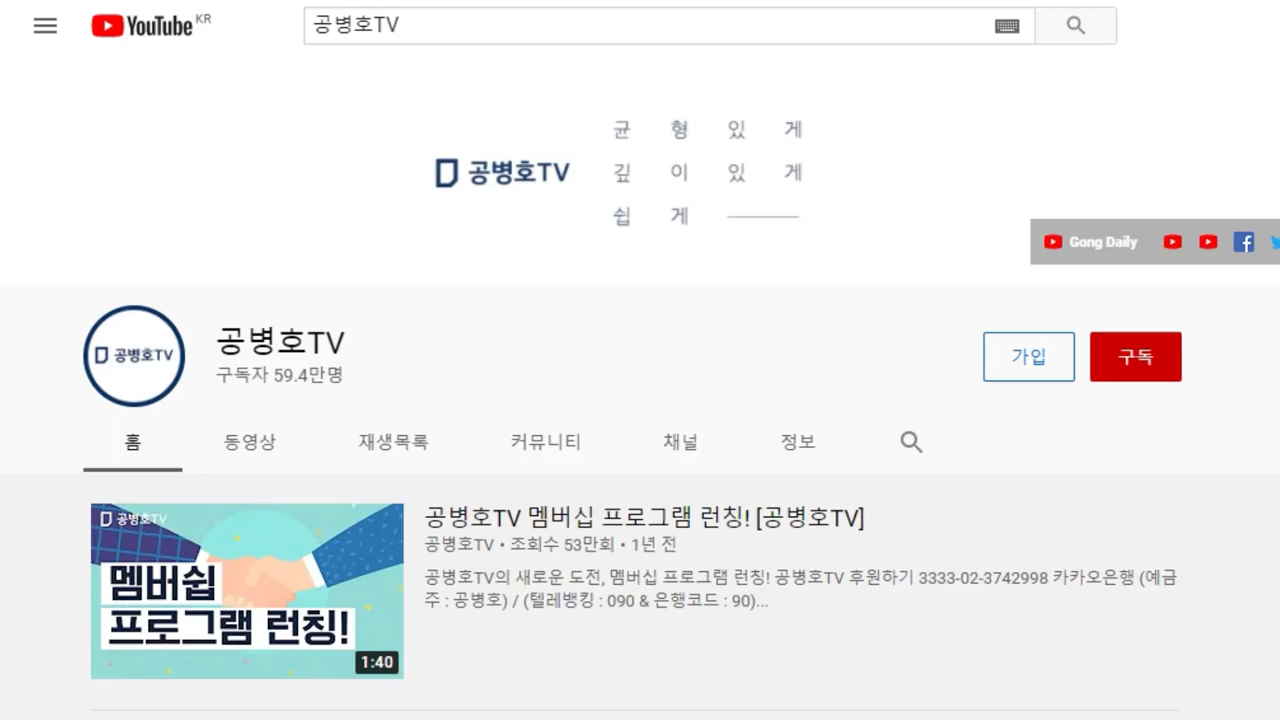 YouTube KR
공병호TV
균 형 있 게
공병호TV
깊 이 있 게
쉽 게
Gong Daily
공병호TV
공병호TV
구독자 59.4만명
가입
구독
홈
동영상
재생목록
커뮤니티
채널
정보
공병호TV
멤버쉽
프로그램 런칭!
1:40
공병호TV 멤버십 프로그램 런칭! [공병호TV]
공병호TV • 조회수 53만회 • 1년 전
공병호TV의 새로운 도전, 멤버십 프로그램 런칭! 공병호TV 후원하기 3333-02-3742998 카카오은행 (예금
주 : 공병호) / (텔레뱅킹 : 090 & 은행코드 : 90)...